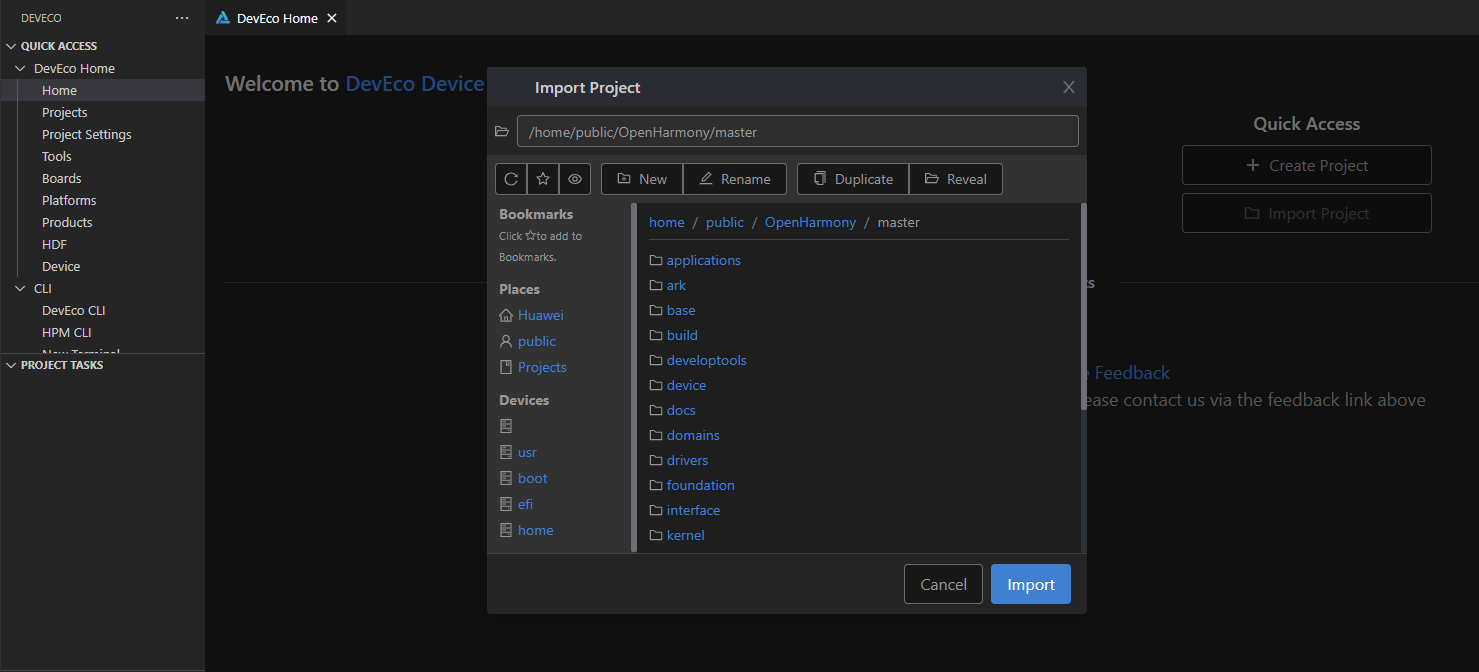 DEVECO
DevEco Home
QUICK ACCESS
DevEco Home
Home
Projects
Project Settings
Tools
Boards
Platforms
Products
HDF
Device
CLI
DevEco CLI
HPM CLI
New Terminal
PROJECT TASKS
Welcome to DevEco Device
Import Project
X
/home/public/OpenHarmony/master
New
Rename
Duplicate
Reveal
Bookmarks
Click to add to
Bookmarks.
Places
Huawei
public
Projects
Devices
usr
boot
efi
home
home / public / OpenHarmony / master
applications
ark
base
build
developtools
device
docs
domains
drivers
foundation
interface
kernel
Cancel
Import
Quick Access
+ Create Project
Import Project
Feedback
ease contact us via the feedback link above